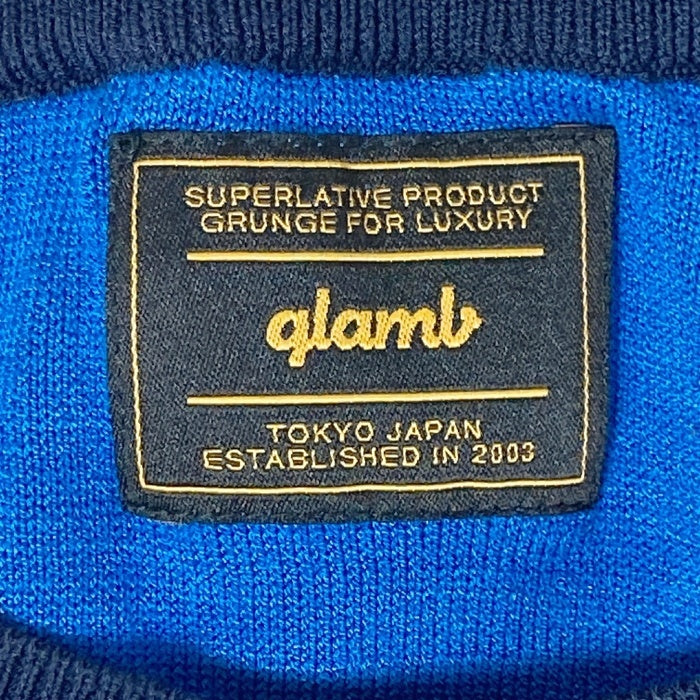 SUPERLATIVE PRODUCT
GRUNGE FOR LUXURY
glamb
TOKYO JAPAN
ESTABLISHED IN 2003